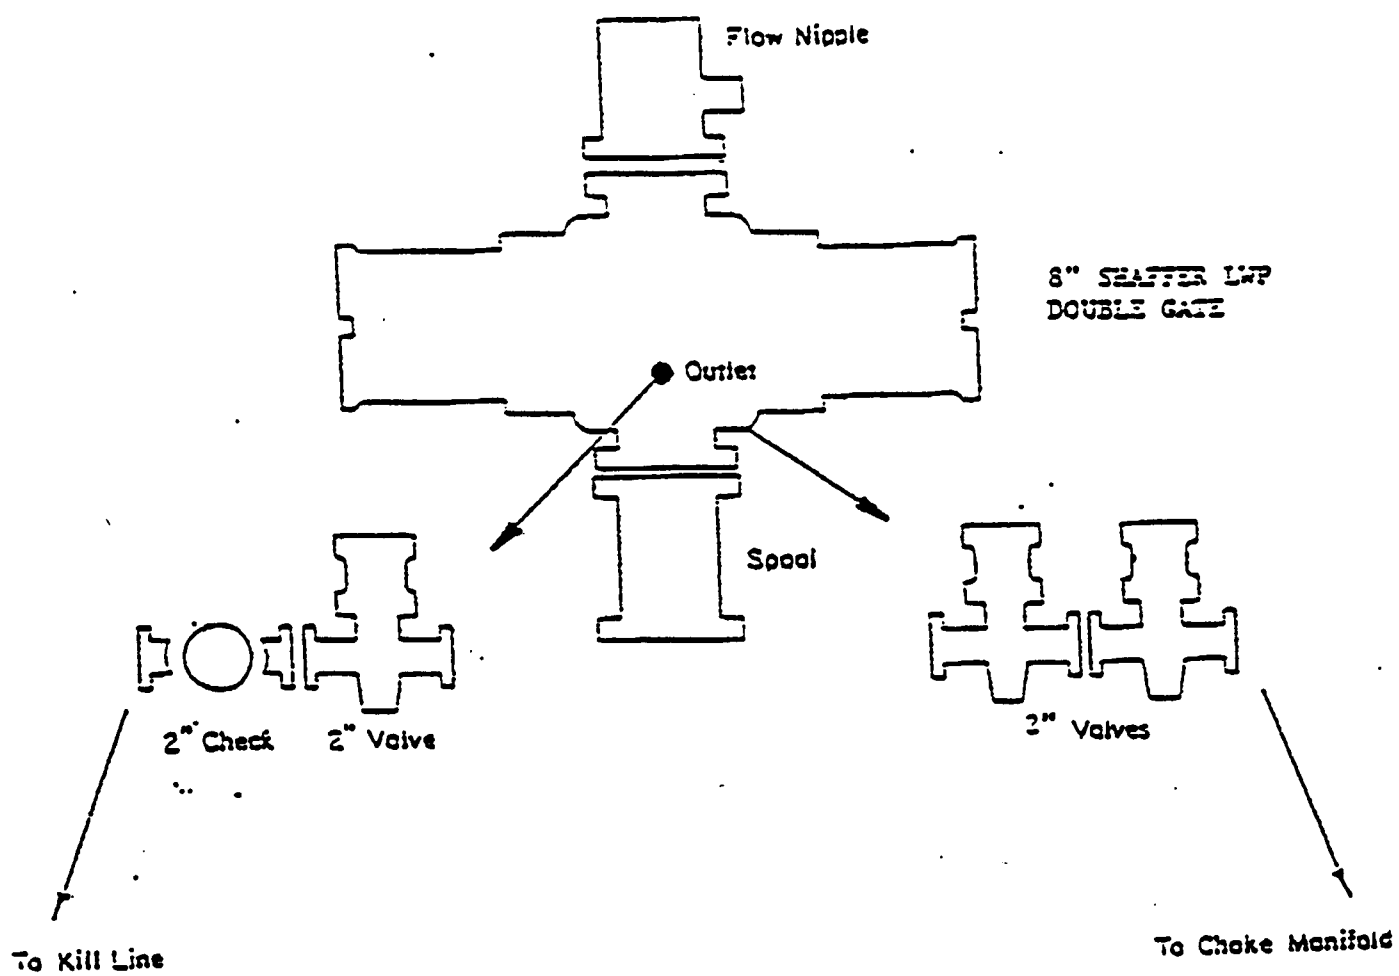 Flow Nipple
8" SHAFFER LWP
DOUBLE GATE
Outlet
Spool
2" Check
2" Valve
2" Valves
To Kill Line
To Choke Manifold